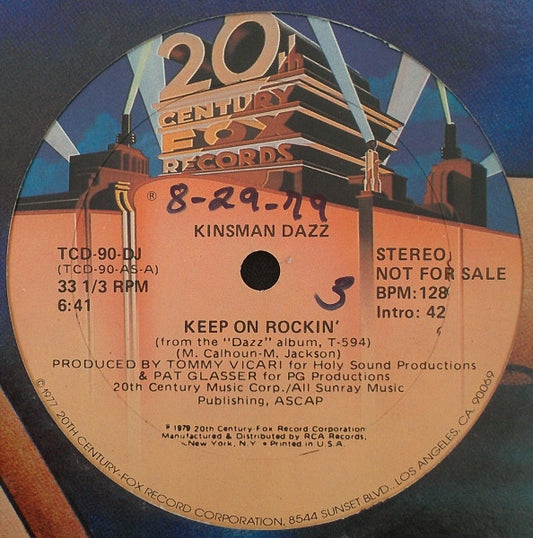 20th
CENTURY
FOX
RECORDS
®
8-29-79
KINSMAN DAZZ
TCD-90-DJ
(TCD-90-AS-A)
33 1/3 RPM
6:41
STEREO
NOT FOR SALE
BPM: 128
Intro: 42
3
KEEP ON ROCKIN'
(from the "Dazz" album, T-594)
(M. Calhoun-M. Jackson)
PRODUCED BY TOMMY VICARI for Holy Sound Productions
& PAT GLASSER for PG Productions
20th Century Music Corp./All Sunray Music
Publishing, ASCAP
℗ 1979 20th Century-Fox Record Corporation
Manufactured & Distributed by RCA Records,
New York, N.Y. • Printed in U.S.A.
© 1977, 20TH CENTURY-FOX RECORD CORPORATION, 8544 SUNSET BLVD., LOS ANGELES, CA. 90069